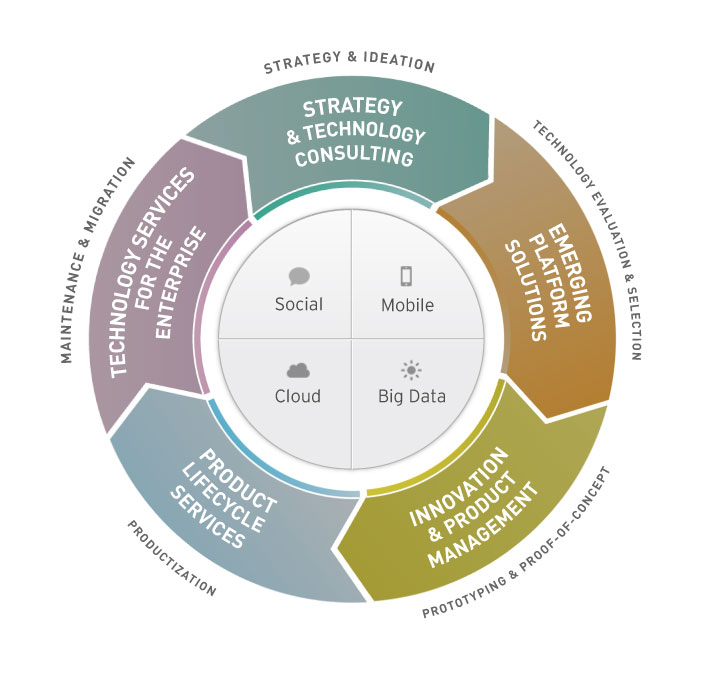 STRATEGY & IDEATION
STRATEGY
& TECHNOLOGY
CONSULTING
TECHNOLOGY EVALUATION & SELECTION
EMERGING
PLATFORM
SOLUTIONS
PROTOTYPING & PROOF-OF-CONCEPT
INNOVATION
& PRODUCT
MANAGEMENT
PRODUCTIZATION
PRODUCT
LIFECYCLE
SERVICES
MAINTENANCE & MIGRATION
TECHNOLOGY SERVICES
FOR THE
ENTERPRISE
Social
Mobile
Cloud
Big Data